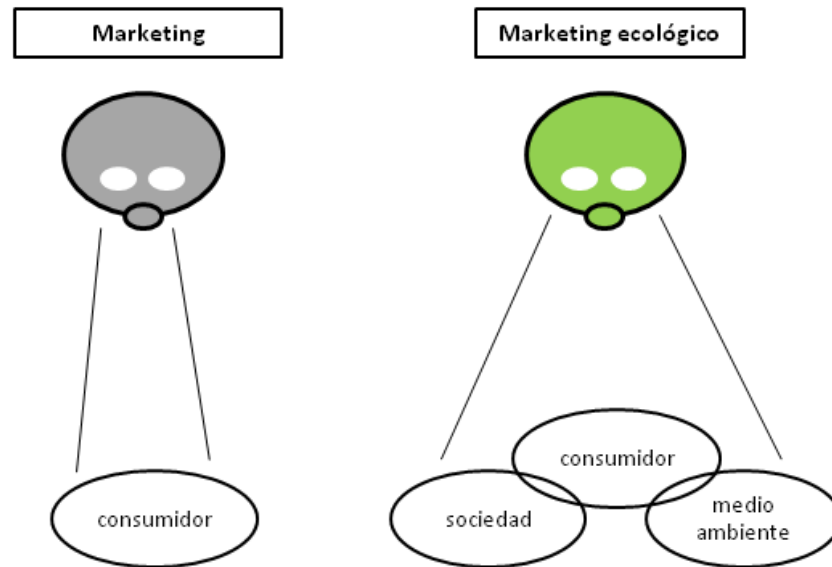 Marketing
Marketing ecológico
consumidor
consumidor
sociedad
medio
ambiente